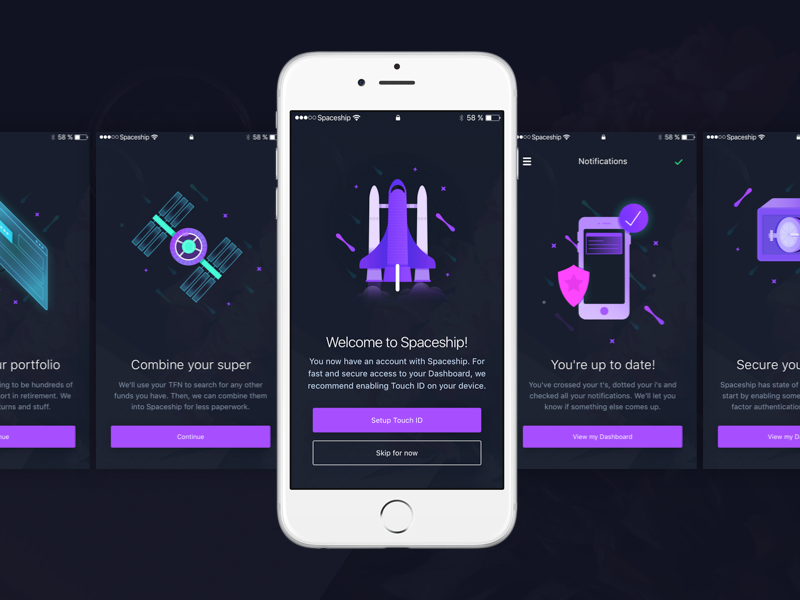 58 %
ur portfolio
ing to be hundreds of
ort in retirement. We
turns and stuff.
nue
Spaceship
58 %
Combine your super
We'll use your TFN to search for any other
funds you have. Then, we can combine them
into Spaceship for less paperwork.
Continue
Spaceship
58 %
Welcome to Spaceship!
You now have an account with Spaceship. For
fast and secure access to your Dashboard, we
recommend enabling Touch ID on your device.
Setup Touch ID
Skip for now
Spaceship
58 %
Notifications
You're up to date!
You've crossed your t's, dotted your i's and
checked all your notifications. We'll let you
know if something else comes up.
View my Dashboard
Spaceship
Secure you
Spaceship has state of
start by enabling some
factor authentication
View my D